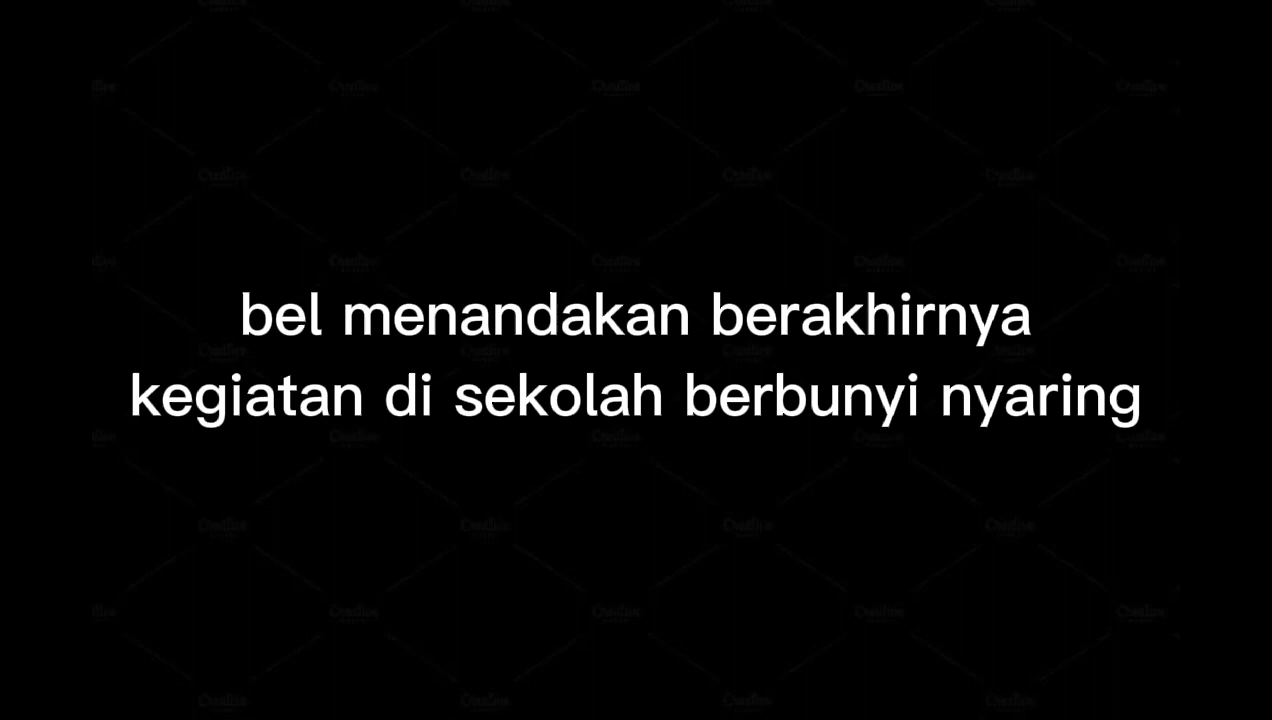 bel menandakan berakhirnya
kegiatan di sekolah berbunyi nyaring